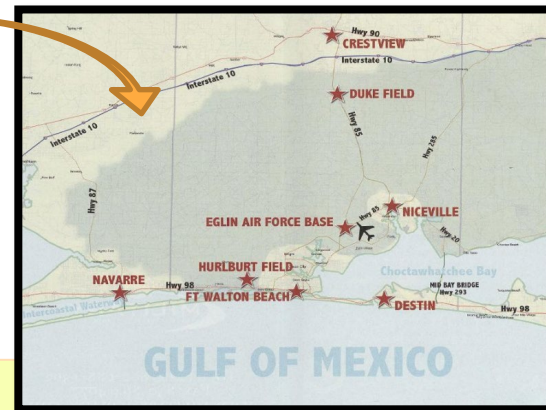 Hwy 90
CRESTVIEW
Interstate 10
DUKE FIELD
Interstate 10
Interstate 10
Hwy 85
Hwy 285
Hwy 87
NICEVILLE
Hwy 85
EGLIN AIR FORCE BASE
Hwy 20
HURLBURT FIELD
Choctawhatchee Bay
NAVARRE
Hwy 98
FT WALTON BEACH
MID BAY BRIDGE
Hwy 293
DESTIN
Hwy 98
Intercoastal Waterway
GULF OF MEXICO